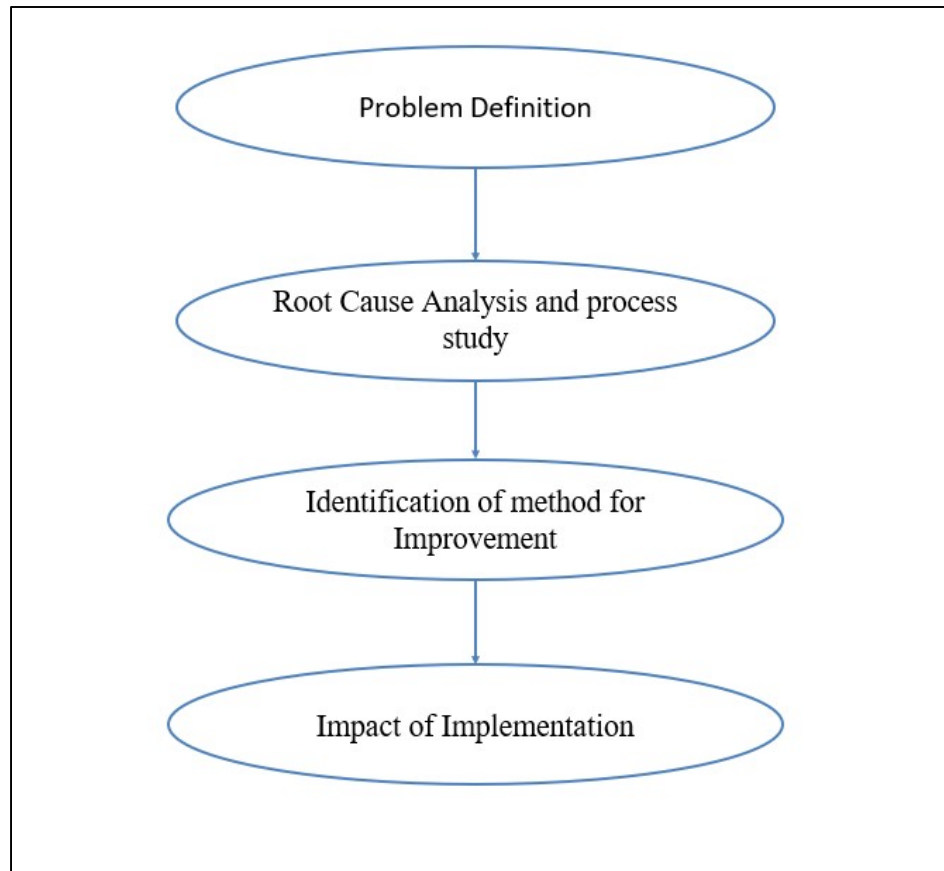 Problem Definition
Root Cause Analysis and process
study
Identification of method for
Improvement
Impact of Implementation